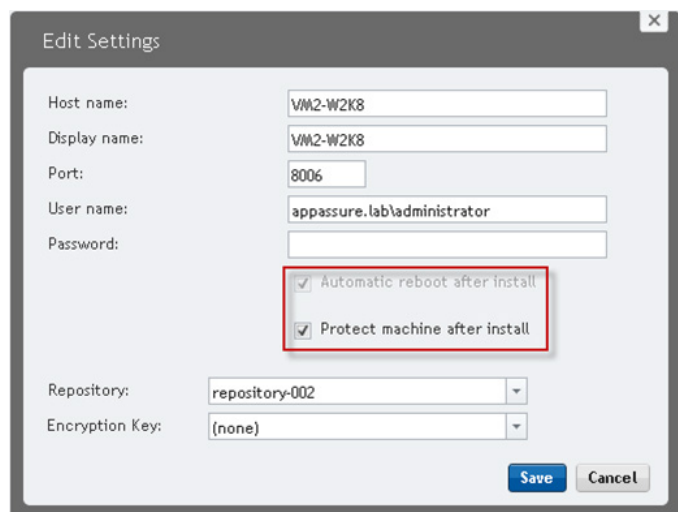 Edit Settings
Host name: VM2-W2K8
Display name: VM2-W2K8
Port: 8006
User name: appassure.lab\administrator
Password:
Automatic reboot after install
Protect machine after install
Repository: repository-002
Encryption Key: (none)
Save Cancel